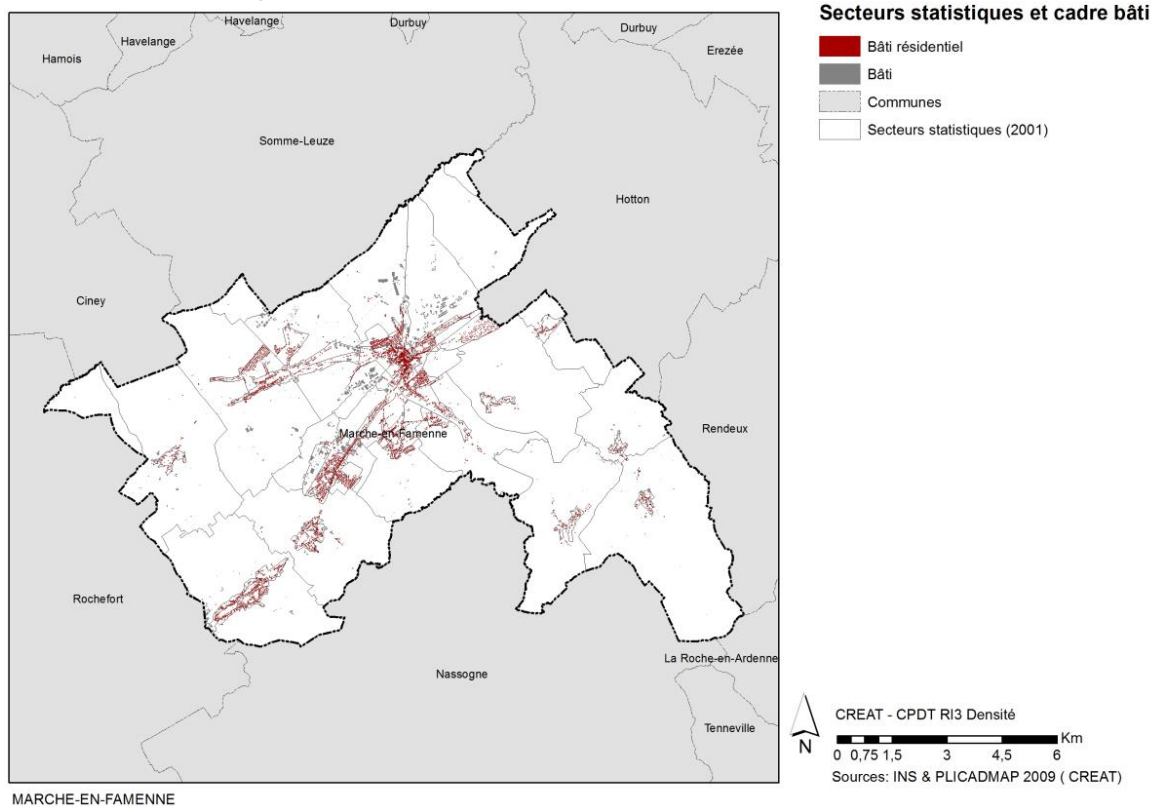 Secteurs statistiques et cadre bâti
Bâti résidentiel
Bâti
Communes
Secteurs statistiques (2001)
Havelange
Durbuy
Durbuy
Havelange
Hamois
Erezée
Somme-Leuze
Hotton
Ciney
Rendeux
Marche-en-Famenne
Rochefort
Nassogne
La Roche-en-Ardenne
Tenneville
N
CREAT - CPDT RI3 Densité
Km
0 0,75 1,5 3 4,5 6
Sources: INS & PLICADMAP 2009 ( CREAT)
MARCHE-EN-FAMENNE